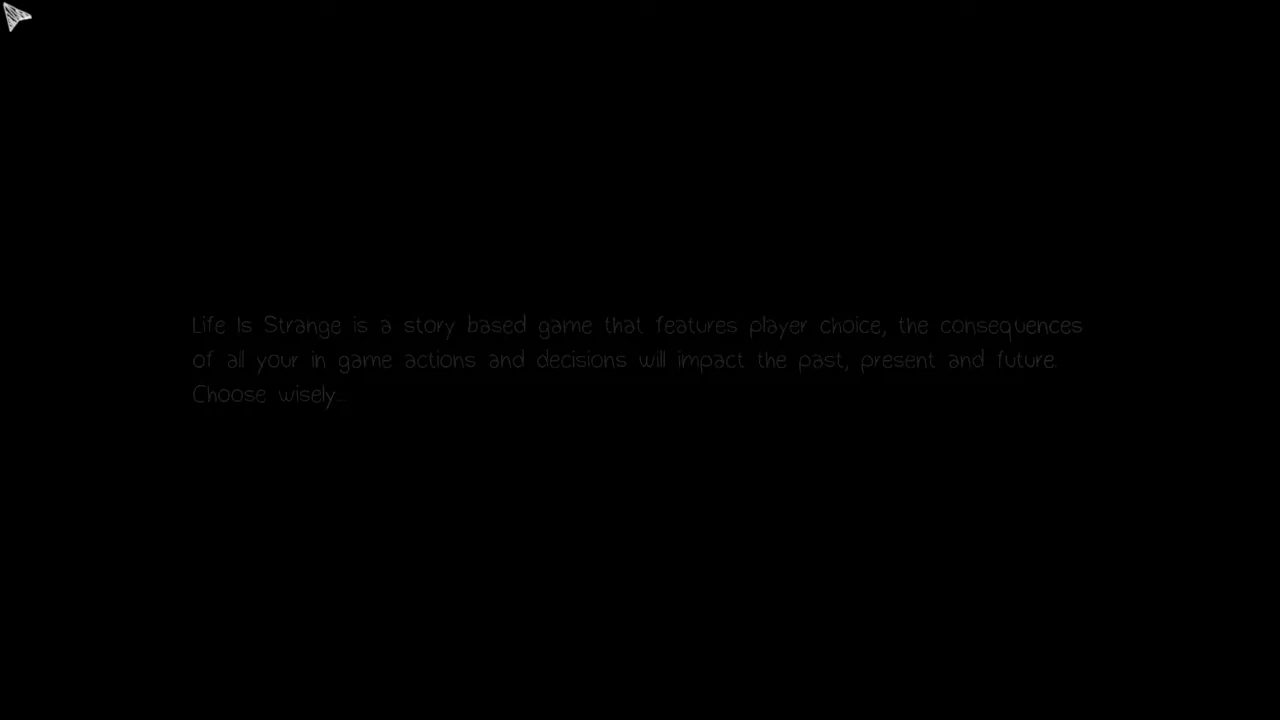 Life Is Strange is a story based game that features player choice, the consequences
of all your in game actions and decisions will impact the past, present and future.
Choose wisely...